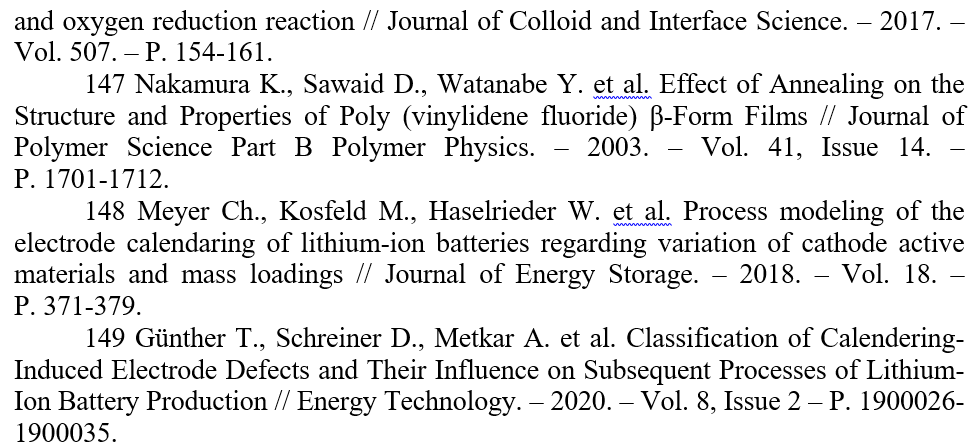 and oxygen reduction reaction // Journal of Colloid and Interface Science. – 2017. –
Vol. 507. – P. 154-161.
147 Nakamura K., Sawaid D., Watanabe Y. et al. Effect of Annealing on the
Structure and Properties of Poly (vinylidene fluoride) β-Form Films // Journal of
Polymer Science Part B Polymer Physics. – 2003. – Vol. 41, Issue 14. –
P. 1701-1712.
148 Meyer Ch., Kosfeld M., Haselrieder W. et al. Process modeling of the
electrode calendaring of lithium-ion batteries regarding variation of cathode active
materials and mass loadings // Journal of Energy Storage. – 2018. – Vol. 18. –
P. 371-379.
149 Günther T., Schreiner D., Metkar A. et al. Classification of Calendering-
Induced Electrode Defects and Their Influence on Subsequent Processes of Lithium-
Ion Battery Production // Energy Technology. – 2020. – Vol. 8, Issue 2 – P. 1900026-
1900035.